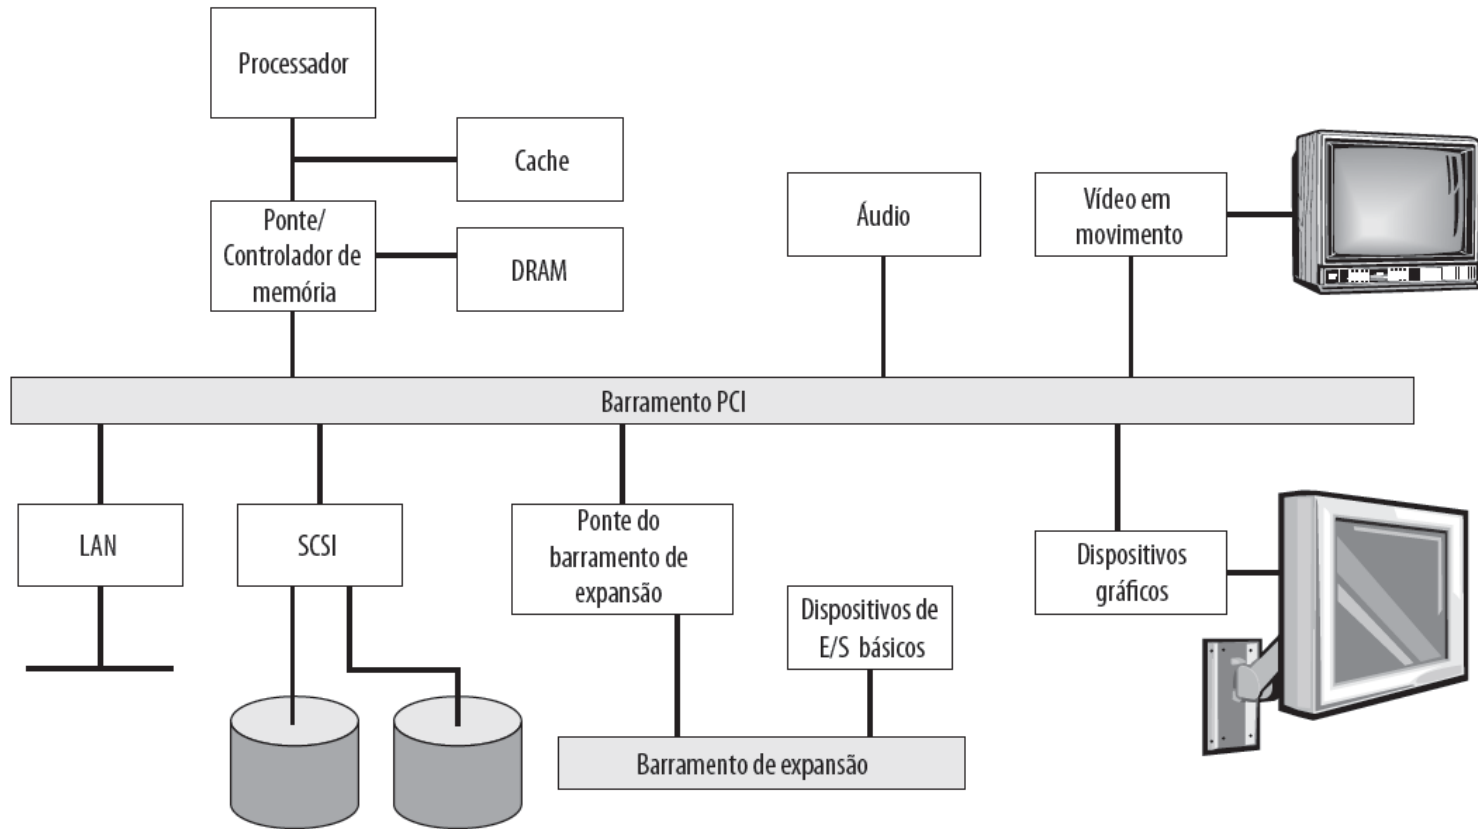 Processador
Cache
Ponte/
Controlador de
memória
DRAM
Áudio
Vídeo em
movimento
Barramento PCI
LAN
SCSI
Ponte do
barramento de
expansão
Dispositivos de
E/S básicos
Dispositivos
gráficos
Barramento de expansão